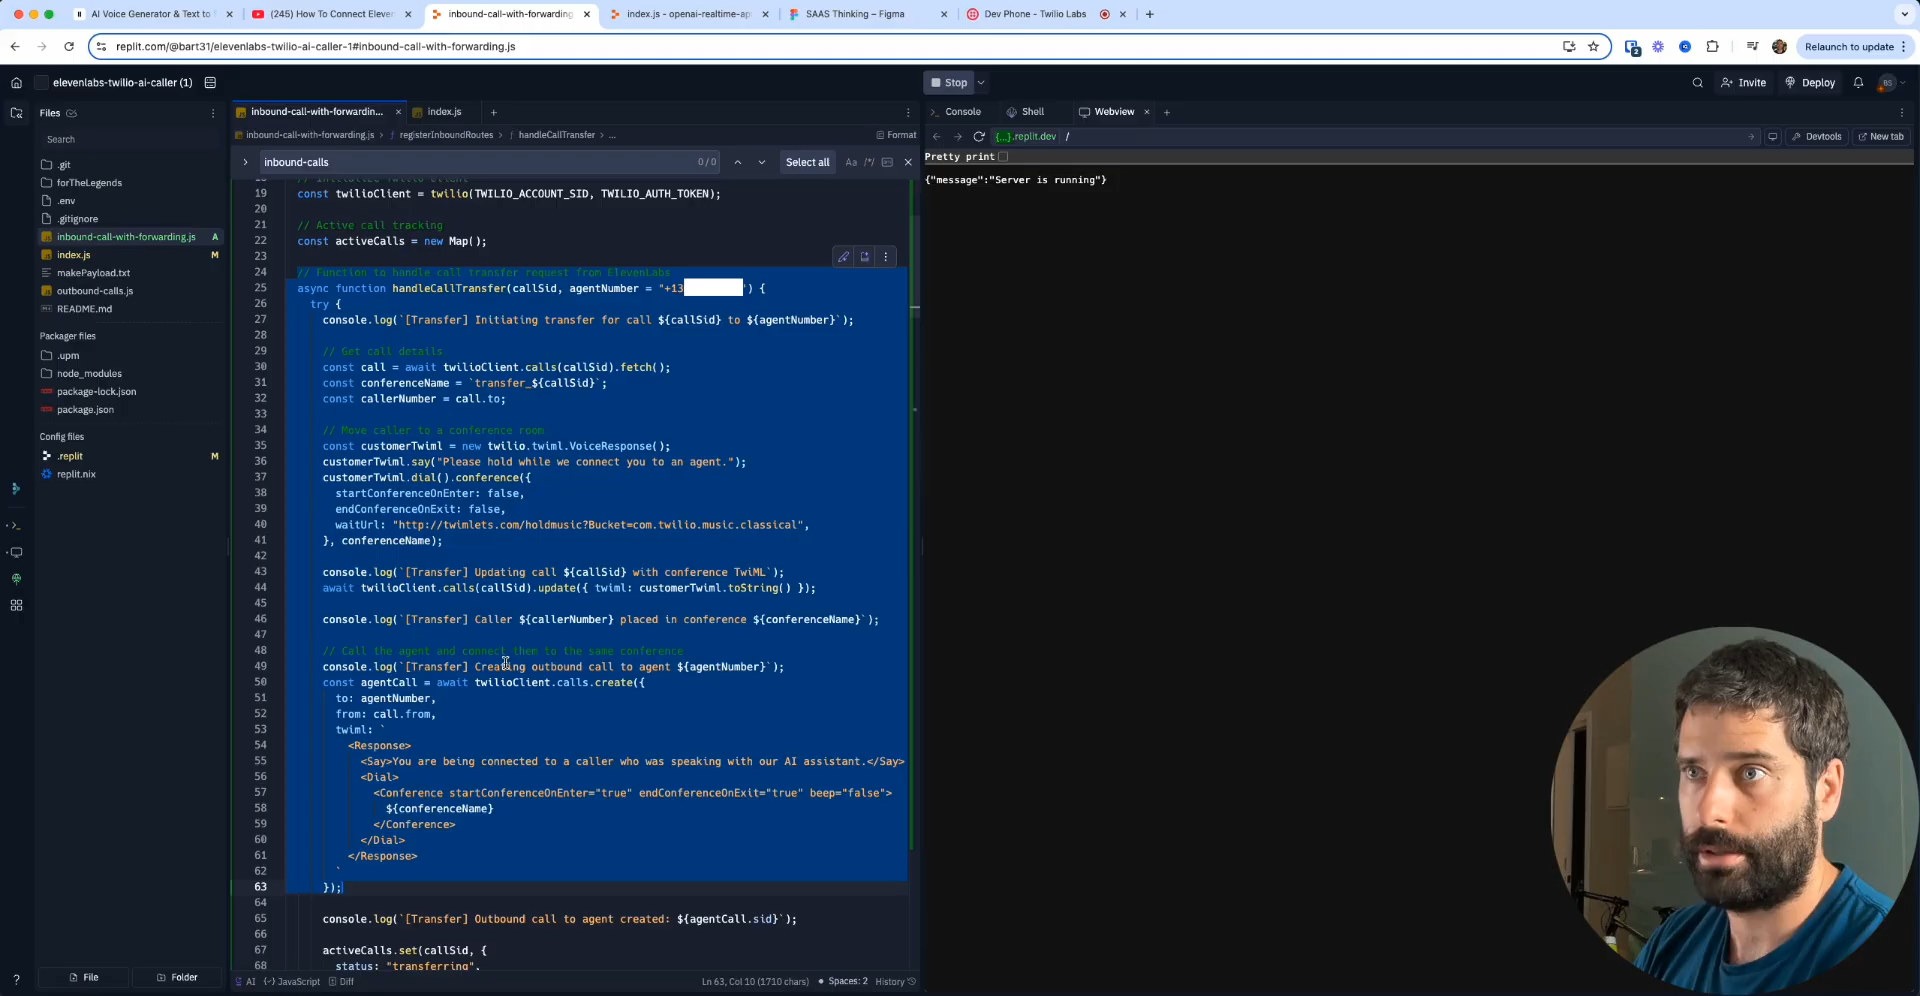 AI Voice Generator & Text to S
(245) How To Connect Eleven
inbound-call-with-forwarding
index.js - openai-realtime-ap
SAAS Thinking – Figma
Dev Phone - Twilio Labs
replit.com/@bart31/elevenlabs-twilio-ai-caller-1#inbound-call-with-forwarding.js
2
Relaunch to update
elevenlabs-twilio-ai-caller (1)
Stop
Invite
Deploy
BS
Files
inbound-call-with-forwardin...
index.js
Console
Shell
Webview
Search
inbound-call-with-forwarding.js › registerInboundRoutes › handleCallTransfer › ...
Format
{...}.replit.dev /
Devtools
New tab
.git
forTheLegends
.env
.gitignore
inbound-call-with-forwarding.js A
index.js M
makePayload.txt
outbound-calls.js
README.md
Packager files
.upm
node_modules
package-lock.json
package.json
Config files
.replit M
replit.nix
File
Folder
inbound-calls
0/0
Select all
Aa
Pretty print
{"message":"Server is running"}
18 // Initialize Twilio client
19 const twilioClient = twilio(TWILIO_ACCOUNT_SID, TWILIO_AUTH_TOKEN);
20
21 // Active call tracking
22 const activeCalls = new Map();
23
24 // Function to handle call transfer request from ElevenLabs
25 async function handleCallTransfer(callSid, agentNumber = "+13 ") {
26 try {
27 console.log(`[Transfer] Initiating transfer for call ${callSid} to ${agentNumber}`);
28
29 // Get call details
30 const call = await twilioClient.calls(callSid).fetch();
31 const conferenceName = `transfer_${callSid}`;
32 const callerNumber = call.to;
33
34 // Move caller to a conference room
35 const customerTwiml = new twilio.twiml.VoiceResponse();
36 customerTwiml.say("Please hold while we connect you to an agent.");
37 customerTwiml.dial().conference({
38 startConferenceOnEnter: false,
39 endConferenceOnExit: false,
40 waitUrl: "http://twimlets.com/holdmusic?Bucket=com.twilio.music.classical",
41 }, conferenceName);
42
43 console.log(`[Transfer] Updating call ${callSid} with conference TwiML`);
44 await twilioClient.calls(callSid).update({ twiml: customerTwiml.toString() });
45
46 console.log(`[Transfer] Caller ${callerNumber} placed in conference ${conferenceName}`);
47
48 // Call the agent and connect them to the same conference
49 console.log(`[Transfer] Creating outbound call to agent ${agentNumber}`);
50 const agentCall = await twilioClient.calls.create({
51 to: agentNumber,
52 from: call.from,
53 twiml: `
54 <Response>
55 <Say>You are being connected to a caller who was speaking with our AI assistant.</Say>
56 <Dial>
57 <Conference startConferenceOnEnter="true" endConferenceOnExit="true" beep="false">
58 ${conferenceName}
59 </Conference>
60 </Dial>
61 </Response>
62 `
63 });
64
65 console.log(`[Transfer] Outbound call to agent created: ${agentCall.sid}`);
66
67 activeCalls.set(callSid, {
68 status: "transferring",
AI
JavaScript
Diff
Ln 63, Col 10 (1710 chars)
Spaces: 2
History